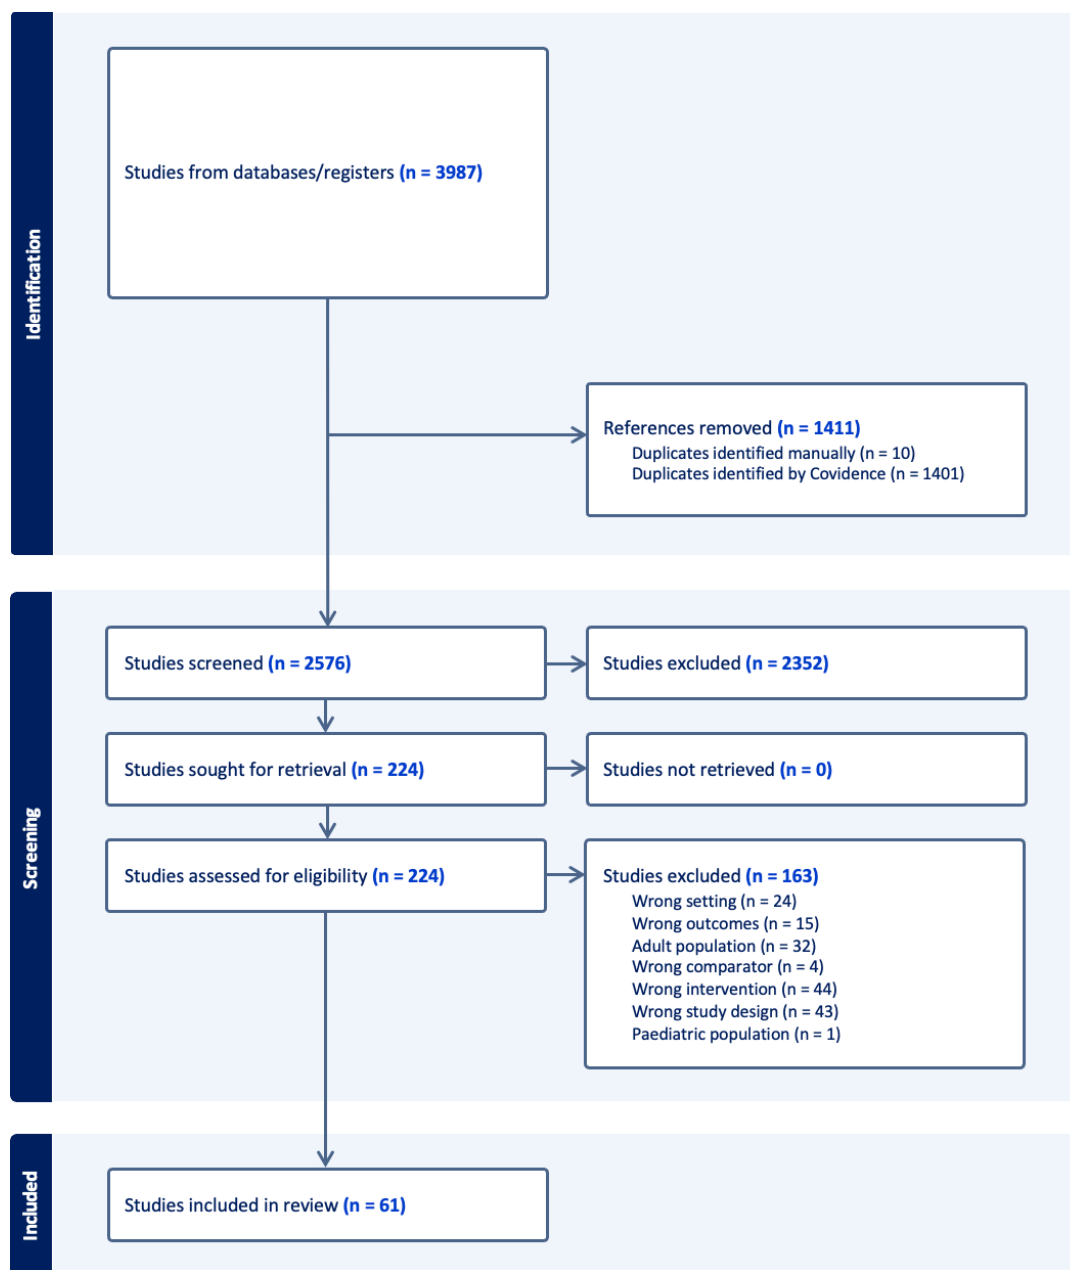 Identification
Studies from databases/registers (n = 3987)
References removed (n = 1411)
Duplicates identified manually (n = 10)
Duplicates identified by Covidence (n = 1401)
Screening
Studies screened (n = 2576)
Studies excluded (n = 2352)
Studies sought for retrieval (n = 224)
Studies not retrieved (n = 0)
Studies assessed for eligibility (n = 224)
Studies excluded (n = 163)
Wrong setting (n = 24)
Wrong outcomes (n = 15)
Adult population (n = 32)
Wrong comparator (n = 4)
Wrong intervention (n = 44)
Wrong study design (n = 43)
Paediatric population (n = 1)
Included
Studies included in review (n = 61)